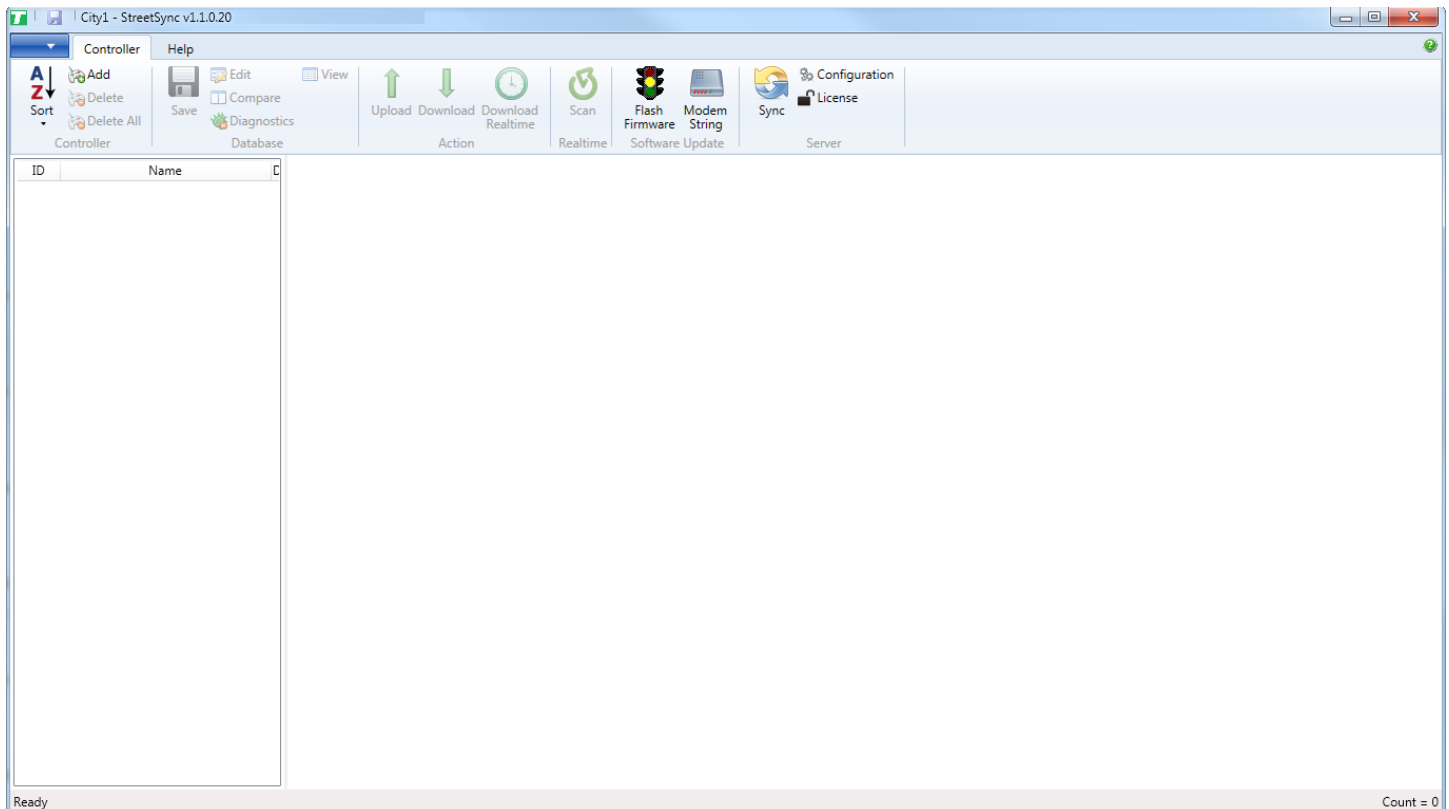 City1 - StreetSync v1.1.0.20
Controller Help
A Z Sort
Add
Delete
Delete All
Controller
Save
Edit
Compare
Diagnostics
View
Database
Upload
Download
Download Realtime
Action
Scan
Realtime
Flash Firmware
Modem String
Software Update
Sync
Configuration
License
Server
ID Name D
Ready Count = 0